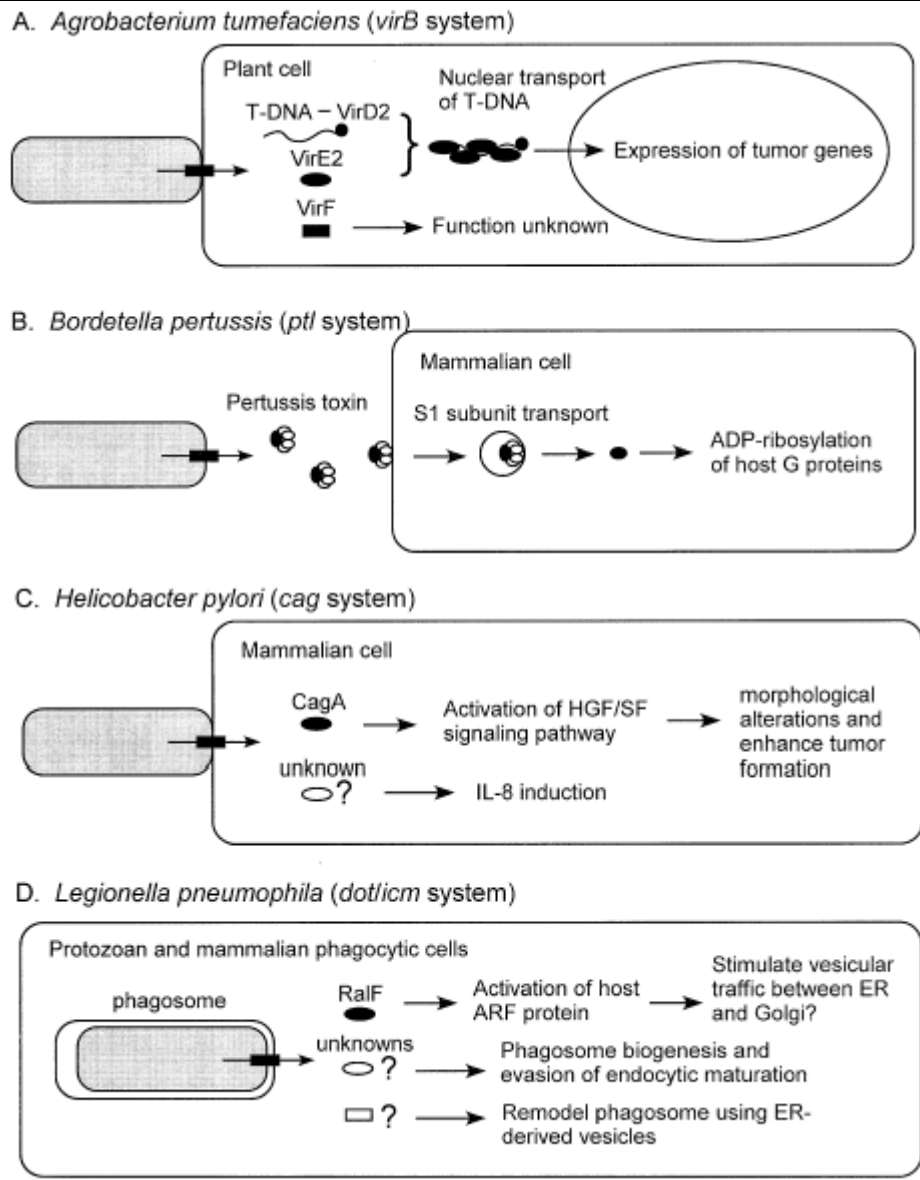 A. Agrobacterium tumefaciens (virB system)
Plant cell
T-DNA – VirD2
VirE2
VirF
Nuclear transport
of T-DNA
Expression of tumor genes
Function unknown
B. Bordetella pertussis (ptl system)
Mammalian cell
Pertussis toxin
S1 subunit transport
ADP-ribosylation
of host G proteins
C. Helicobacter pylori (cag system)
Mammalian cell
CagA
Activation of HGF/SF
signaling pathway
morphological
alterations and
enhance tumor
formation
unknown
?
IL-8 induction
D. Legionella pneumophila (dot/icm system)
Protozoan and mammalian phagocytic cells
phagosome
RalF
Activation of host
ARF protein
Stimulate vesicular
traffic between ER
and Golgi?
unknowns
?
Phagosome biogenesis and
evasion of endocytic maturation
?
Remodel phagosome using ER-
derived vesicles